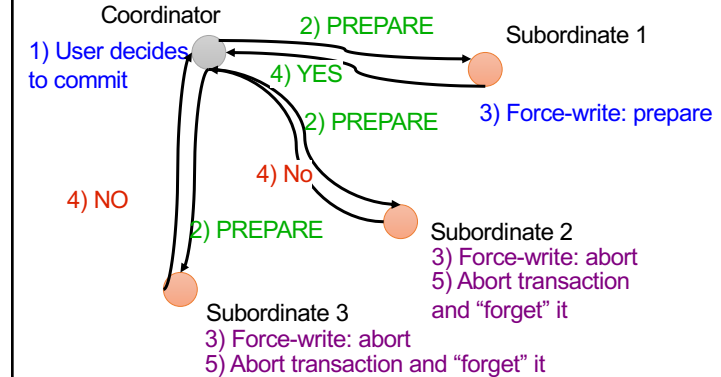 Coordinator
2) PREPARE
Subordinate 1
1) User decides
to commit
4) YES
3) Force-write: prepare
2) PREPARE
4) No
4) NO
2) PREPARE
Subordinate 2
3) Force-write: abort
5) Abort transaction
and “forget” it
Subordinate 3
3) Force-write: abort
5) Abort transaction and “forget” it